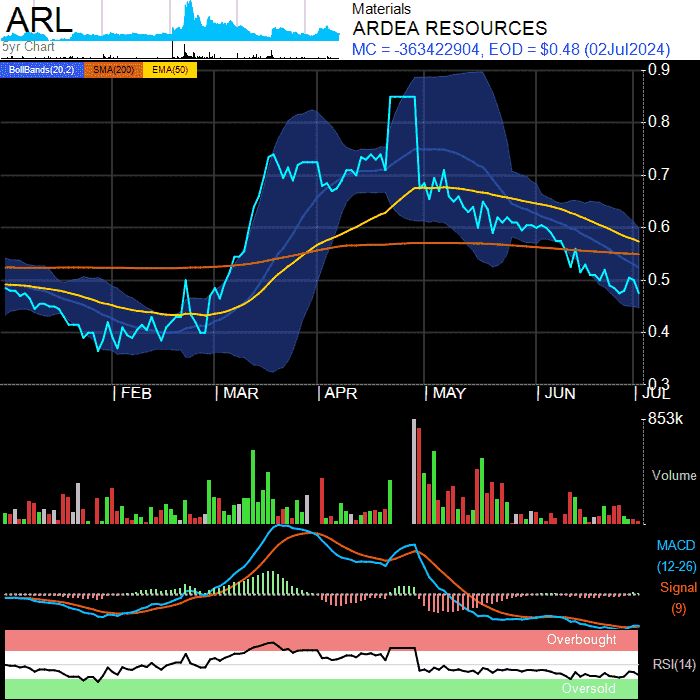 ARL
5yr Chart
Materials
ARDEA RESOURCES
MC = -363422904, EOD = $0.48 (02Jul2024)
BollBands(20,2) SMA(200) EMA(50)
0.9
0.8
0.7
0.6
0.5
0.4
0.3
FEB MAR APR MAY JUN JUL
853k
Volume
MACD
(12-26)
Signal
(9)
Overbought
RSI(14)
Oversold